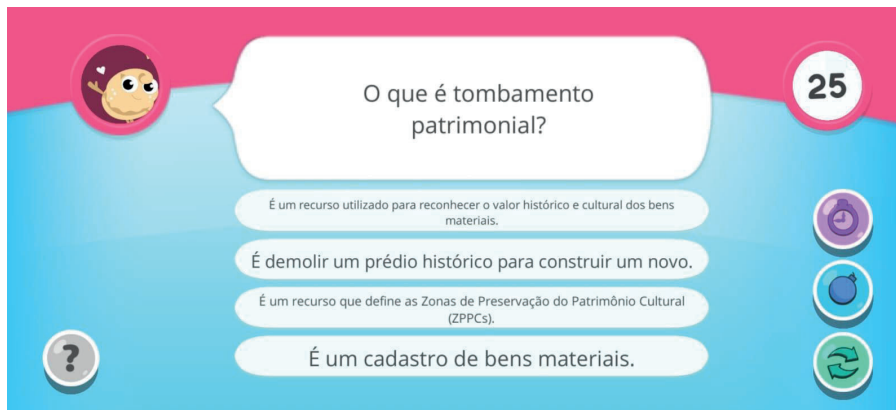 O que é tombamento
patrimonial?
25
É um recurso utilizado para reconhecer o valor histórico e cultural dos bens
materiais.
É demolir um prédio histórico para construir um novo.
É um recurso que define as Zonas de Preservação do Patrimônio Cultural
(ZPPCs).
É um cadastro de bens materiais.
?